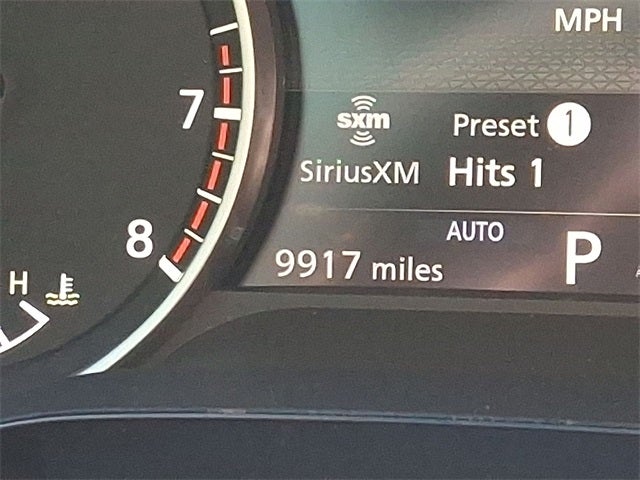 MPH
7
sxm
Preset 1
SiriusXM
Hits 1
8
AUTO
9917 miles
P
H